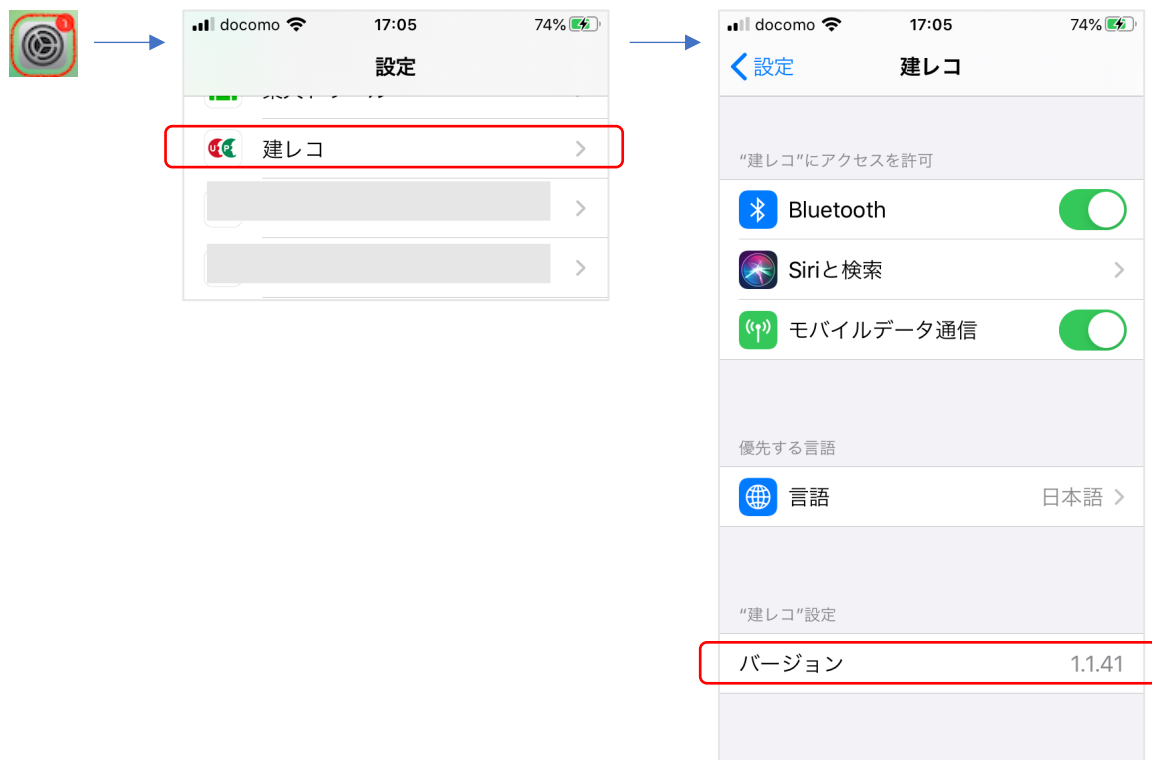 1
docomo 17:05 74%
設定
建レコ
docomo 17:05 74%
設定 建レコ
“建レコ”にアクセスを許可
Bluetooth
Siriと検索
モバイルデータ通信
優先する言語
言語 日本語
“建レコ”設定
バージョン 1.1.41